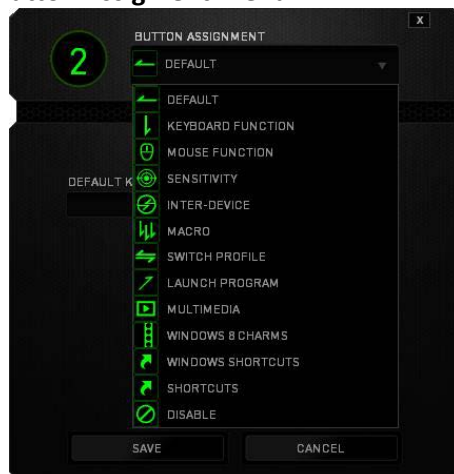 X
BUTTON ASSIGNMENT
2
DEFAULT
DEFAULT
KEYBOARD FUNCTION
MOUSE FUNCTION
DEFAULT K
SENSITIVITY
INTER-DEVICE
MACRO
SWITCH PROFILE
LAUNCH PROGRAM
MULTIMEDIA
WINDOWS 8 CHARMS
WINDOWS SHORTCUTS
SHORTCUTS
DISABLE
SAVE
CANCEL